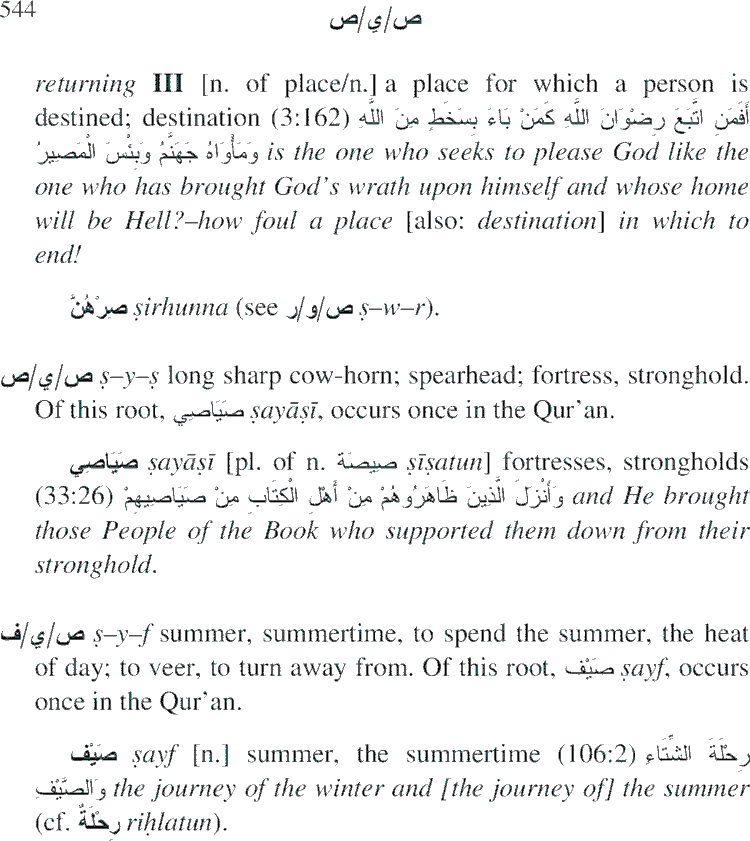 544
ص/ي/ص
returning III [n. of place/n.] a place for which a person is
destined; destination (3:162) أَفَمَنِ اتَّبَعَ رِضْوَانَ اللَّهِ كَمَنْ بَاءَ بِسَخَطٍ مِنَ اللَّهِ
وَمَأْوَاهُ جَهَنَّمُ وَبِئْسَ الْمَصِيرُ is the one who seeks to please God like the
one who has brought God's wrath upon himself and whose home
will be Hell?–how foul a place [also: destination] in which to
end!
صِرْهُنَّ ṣirhunna (see ص/و/ر ṣ–w–r).
ص/ي/ص ṣ–y–ṣ long sharp cow-horn; spearhead; fortress, stronghold.
Of this root, صَيَاصِي ṣayāṣī, occurs once in the Qur'an.
صَيَاصِي ṣayāṣī [pl. of n. صِيصَة ṣīṣatun] fortresses, strongholds
(33:26) وَأَنْزَلَ الَّذِينَ ظَاهَرُوهُمْ مِنْ أَهْلِ الْكِتَابِ مِنْ صَيَاصِيهِمْ and He brought
those People of the Book who supported them down from their
stronghold.
ص/ي/ف ṣ–y–f summer, summertime, to spend the summer, the heat
of day; to veer, to turn away from. Of this root, صَيْف ṣayf, occurs
once in the Qur'an.
صَيْف ṣayf [n.] summer, the summertime (106:2) رِحْلَةَ الشِّتَاءِ
وَالصَّيْفِ the journey of the winter and [the journey of] the summer
(cf. رِحْلَةٌ riḥlatun).